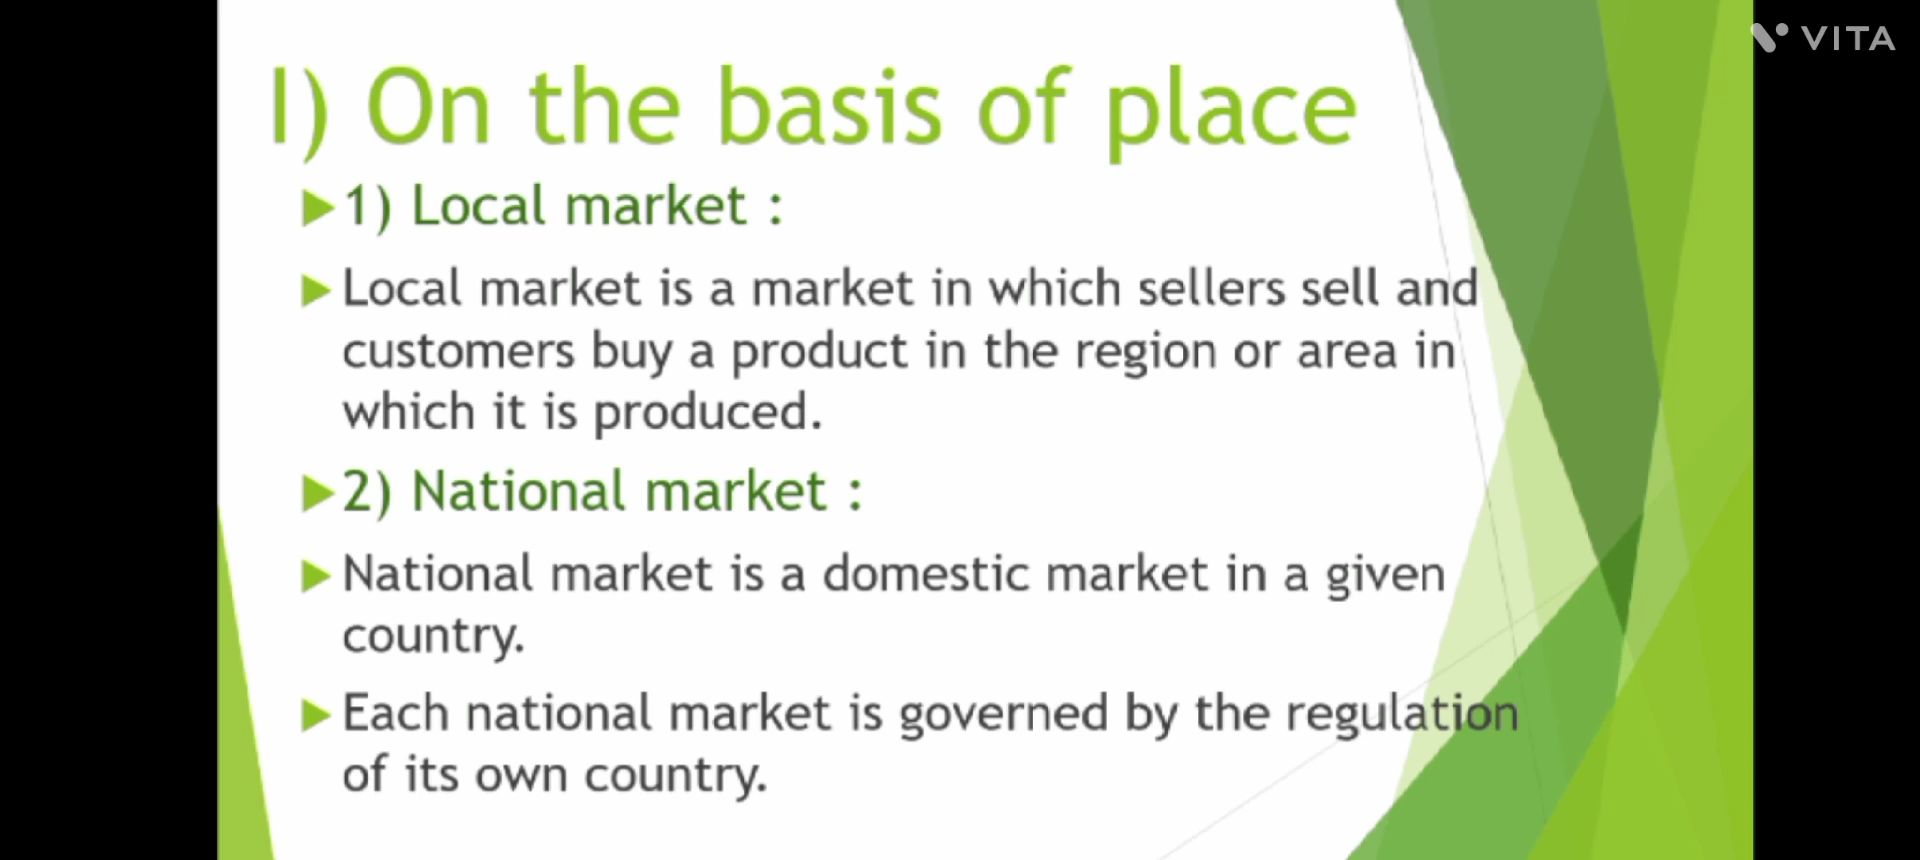 VITA
I) On the basis of place
1) Local market :
Local market is a market in which sellers sell and
customers buy a product in the region or area in
which it is produced.
2) National market :
National market is a domestic market in a given
country.
Each national market is governed by the regulation
of its own country.